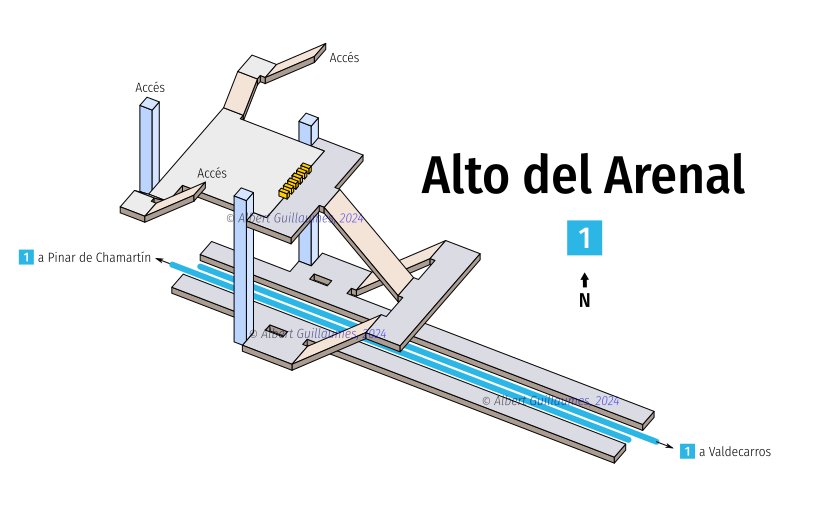 Accés
Accés
Accés
Alto del Arenal
© Albert Guillaumes, 2024
1
1 a Pinar de Chamartín
N
© Albert Guillaumes, 2024
© Albert Guillaumes, 2024
1 a Valdecarros